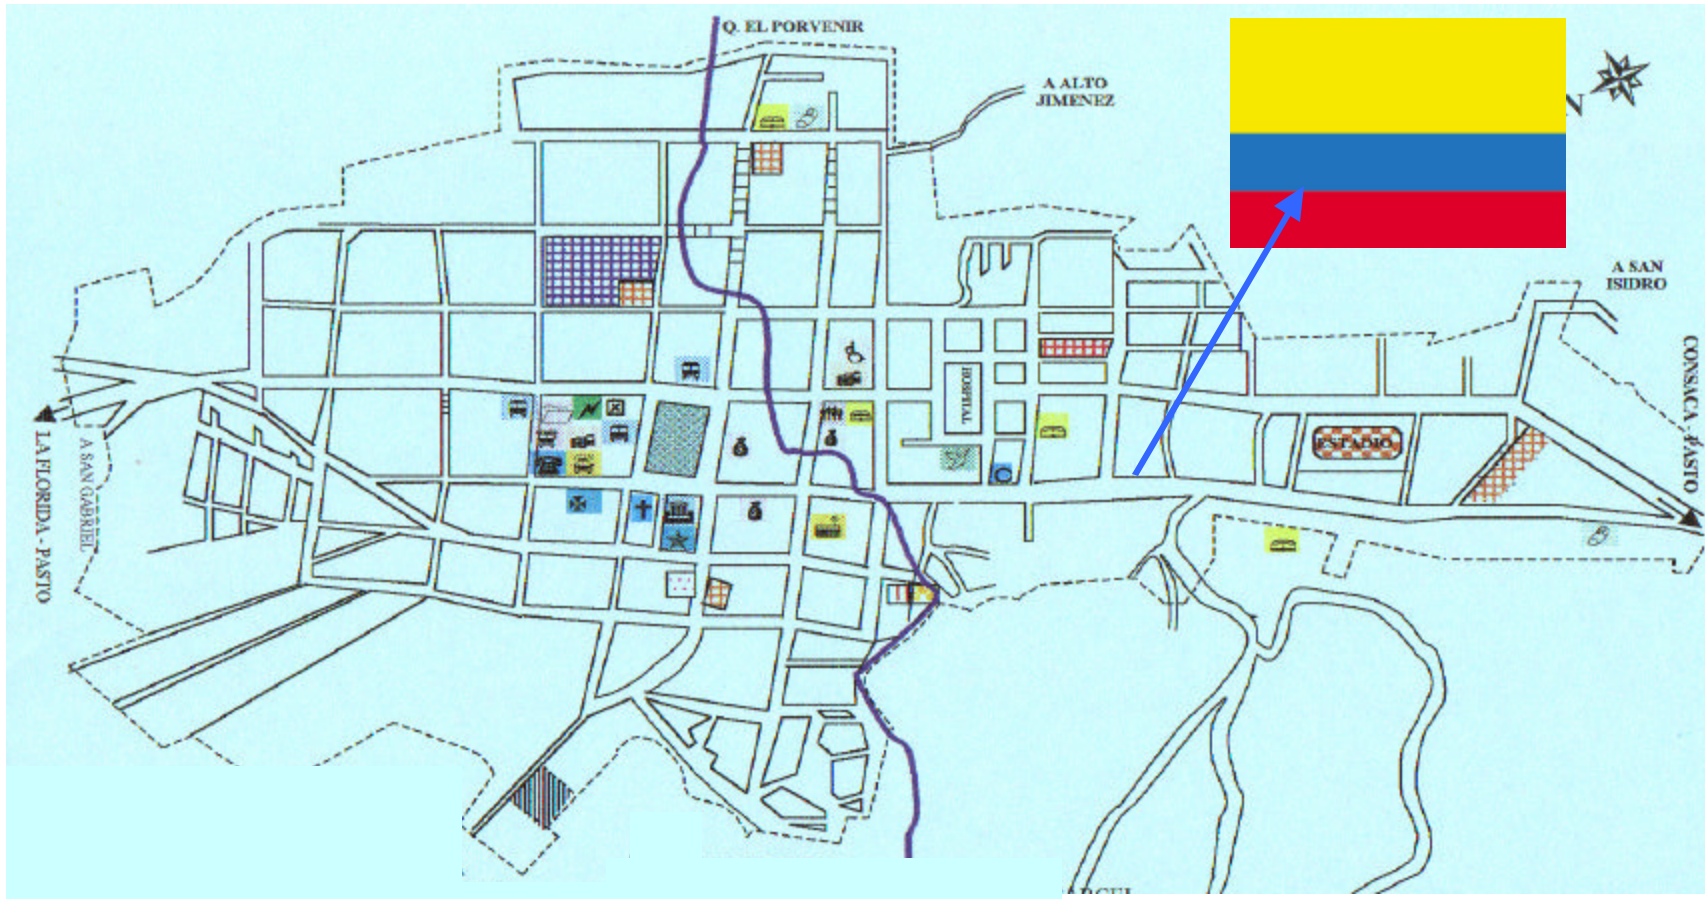 Q. EL PORVENIR
A ALTO
JIMENEZ
N
A SAN
ISIDRO
CONSACA - PASTO
HOSPITAL
ESTADIO
LA FLORIDA - PASTO
A SAN GABRIEL